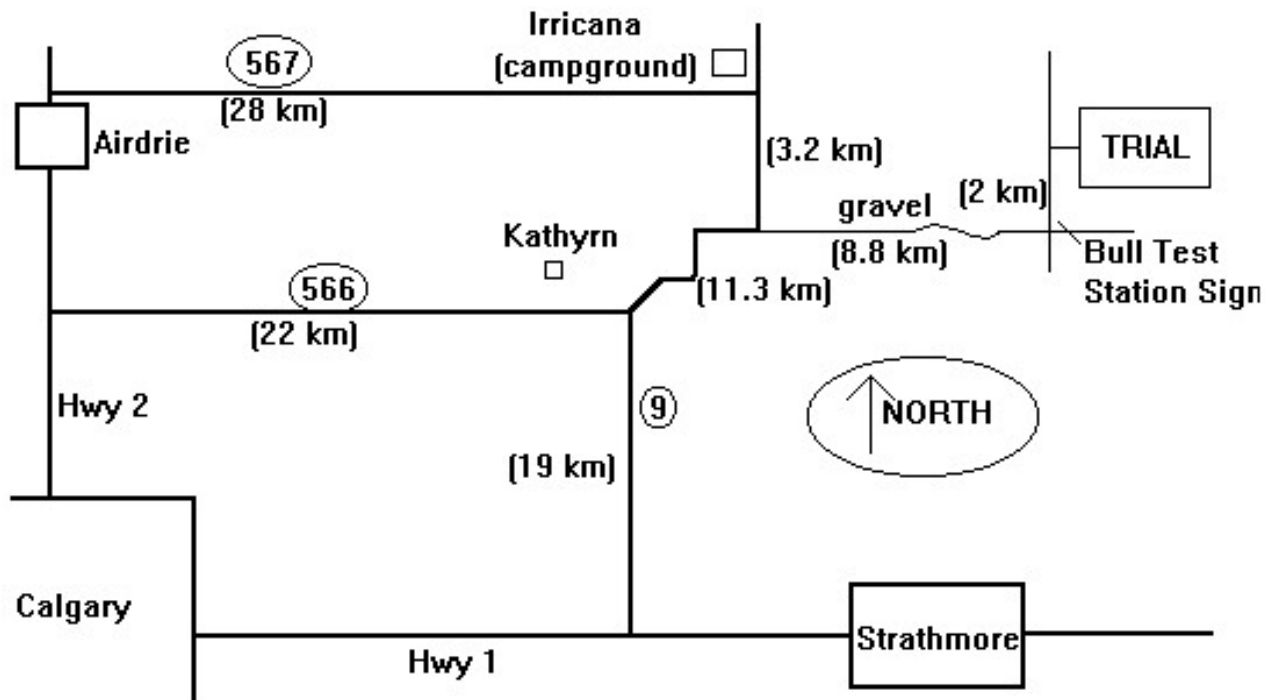 Irricana
(campground)
567
(28 km)
Airdrie
(3.2 km)
TRIAL
(2 km)
gravel
(8.8 km)
Kathyrn
Bull Test
Station Sign
(11.3 km)
566
(22 km)
Hwy 2
9
NORTH
(19 km)
Calgary
Strathmore
Hwy 1